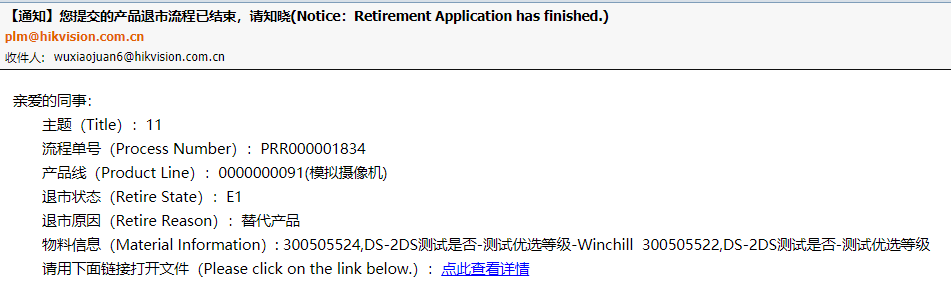 【通知】您提交的产品退市流程已结束，请知晓(Notice：Retirement Application has finished.)
plm@hikvision.com.cn
收件人：wuxiaojuan6@hikvision.com.cn
亲爱的同事：
主题（Title）：11
流程单号（Process Number）：PRR000001834
产品线（Product Line）：0000000091(模拟摄像机)
退市状态（Retire State）：E1
退市原因（Retire Reason）：替代产品
物料信息（Material Information）: 300505524,DS-2DS测试是否-测试优选等级-Winchill 300505522,DS-2DS测试是否-测试优选等级
请用下面链接打开文件（Please click on the link below.）：点此查看详情